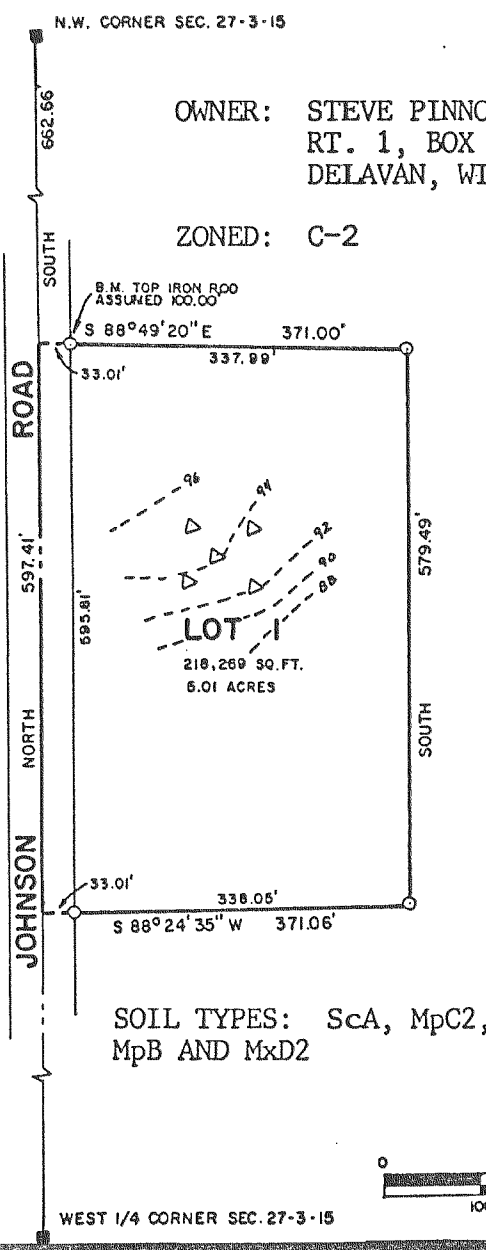 N.W. CORNER SEC. 27-3-15
662.66'
OWNER: STEVE PINNO
RT. 1, BOX
DELAVAN, WI
ZONED: C-2
SOUTH
B.M. TOP IRON ROD
ASSUMED 100.00'
S 88°49'20" E 371.00'
337.99'
33.01'
JOHNSON ROAD
NORTH 597.41'
595.81'
96
94
92
90
88
LOT 1
218,269 SQ.FT.
5.01 ACRES
579.49'
SOUTH
33.01'
338.05'
S 88°24'35" W 371.06'
SOIL TYPES: ScA, MpC2,
MpB AND MxD2
0
100
WEST 1/4 CORNER SEC. 27-3-15